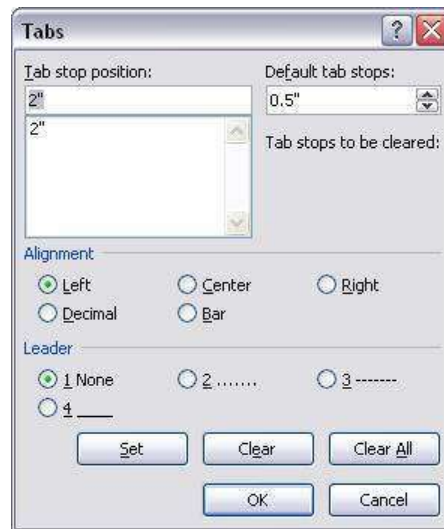 Tabs
Tab stop position: Default tab stops:
2" 0.5"
2" Tab stops to be cleared:
Alignment
Left Center Right
Decimal Bar
Leader
1 None 2 ....... 3 -------
4 ____
Set Clear Clear All
OK Cancel